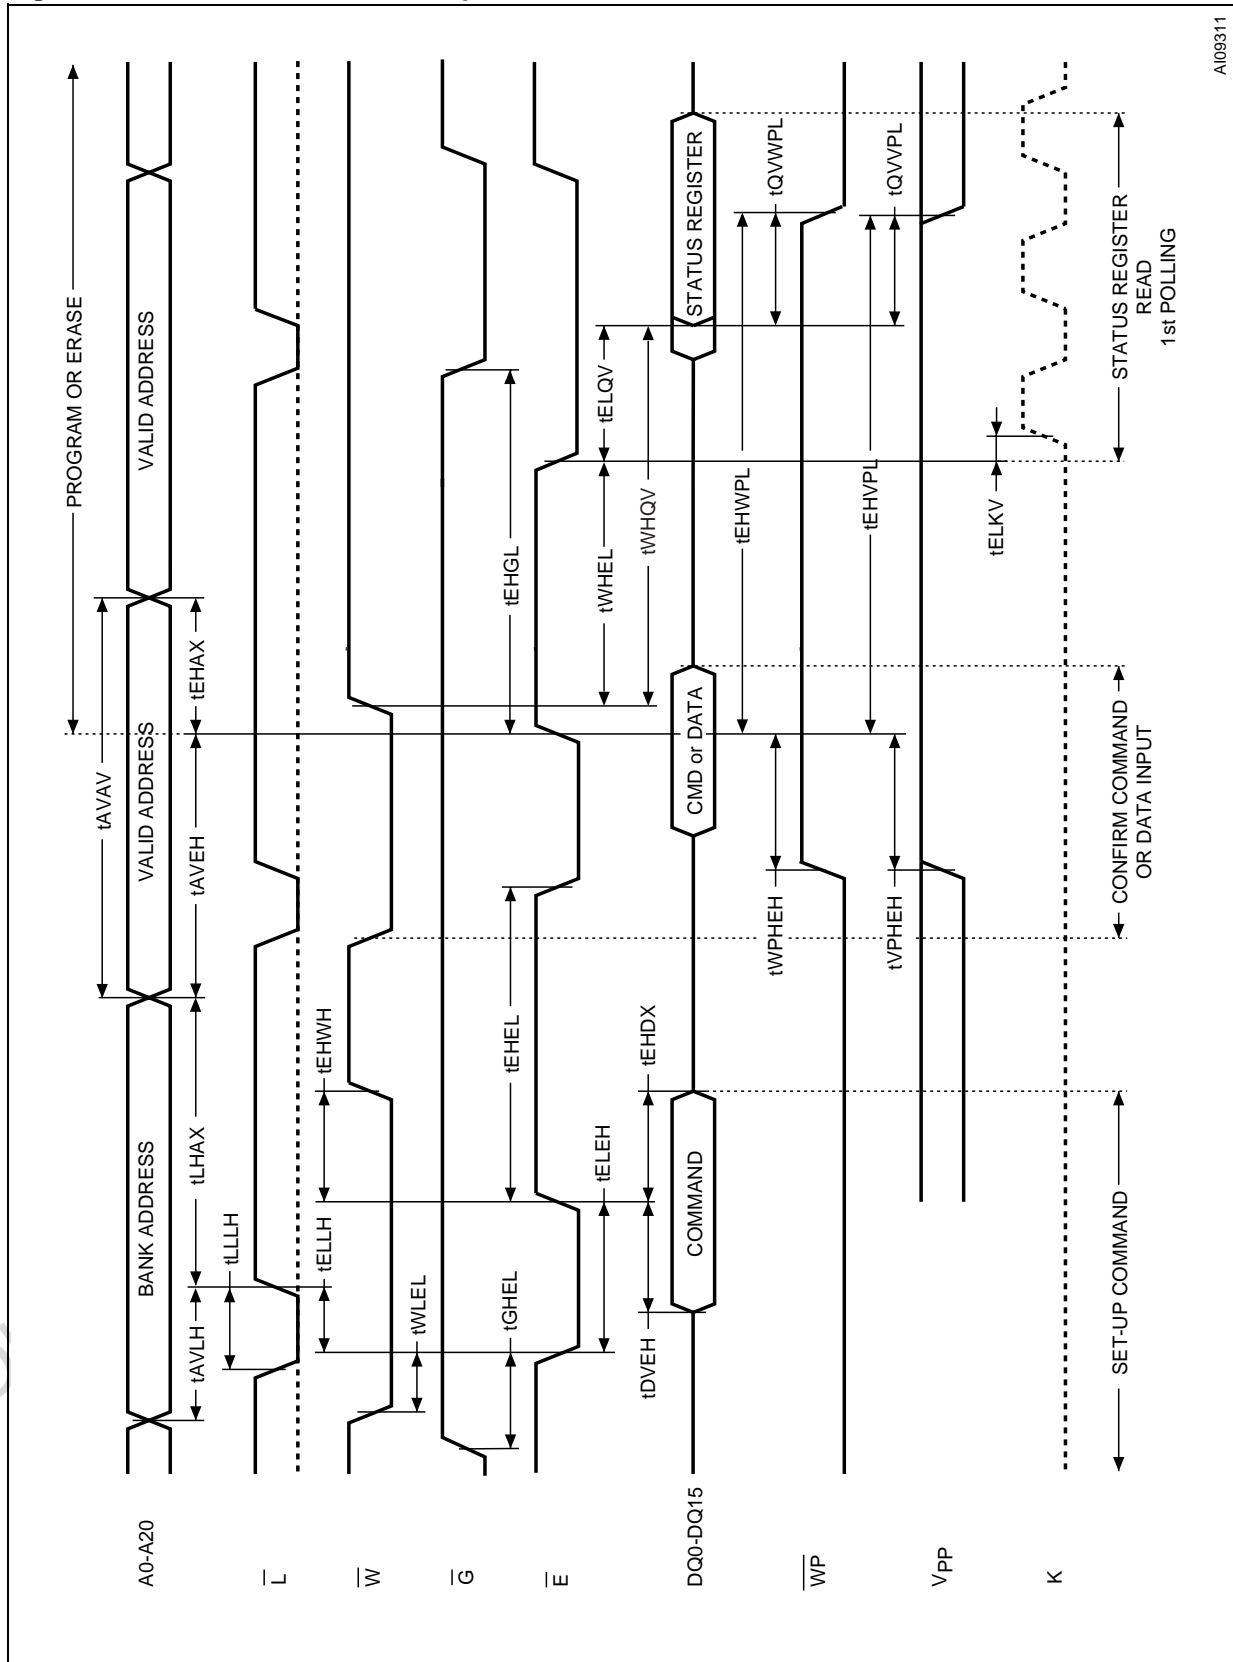 AI09311
PROGRAM OR ERASE
tAVAV
A0-A20
BANK ADDRESS
VALID ADDRESS
VALID ADDRESS
tAVLH
tLHAX
tAVEH
tEHAX
tLLLH
L
tELLH
tEHWH
W
tWLEL
G
tGHEL
tEHEL
tEHGL
E
tELEH
tWHEL
tELQV
tDVEH
tEHDX
tWHQV
DQ0-DQ15
COMMAND
CMD or DATA
STATUS REGISTER
tEHWPL
tWPHEH
tQVWPL
WP
tEHVPL
tVPHEH
tQVVPL
VPP
tELKV
K
SET-UP COMMAND
CONFIRM COMMAND
OR DATA INPUT
STATUS REGISTER
READ
1st POLLING